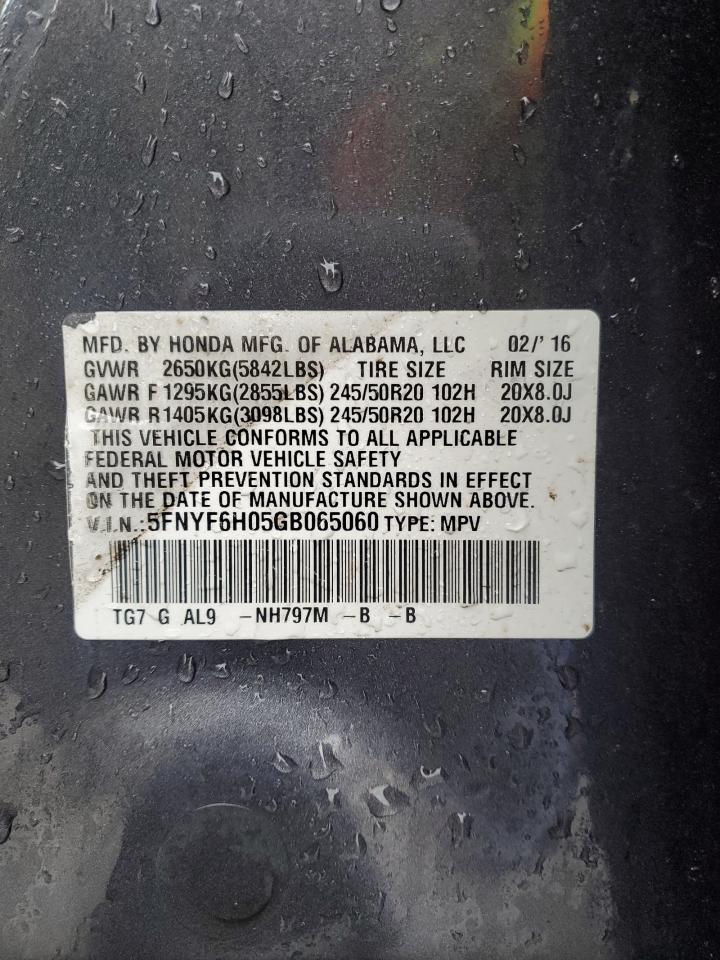 MFD. BY HONDA MFG. OF ALABAMA, LLC 02/'16
GVWR 2650KG(5842LBS) TIRE SIZE RIM SIZE
GAWR F1295KG(2855LBS) 245/50R20 102H 20X8.0J
GAWR R1405KG(3098LBS) 245/50R20 102H 20X8.0J
THIS VEHICLE CONFORMS TO ALL APPLICABLE
FEDERAL MOTOR VEHICLE SAFETY
AND THEFT PREVENTION STANDARDS IN EFFECT
ON THE DATE OF MANUFACTURE SHOWN ABOVE.
V.I.N.:5FNYF6H05GB065060 TYPE: MPV
TG7 G AL9 -NH797M -B -B